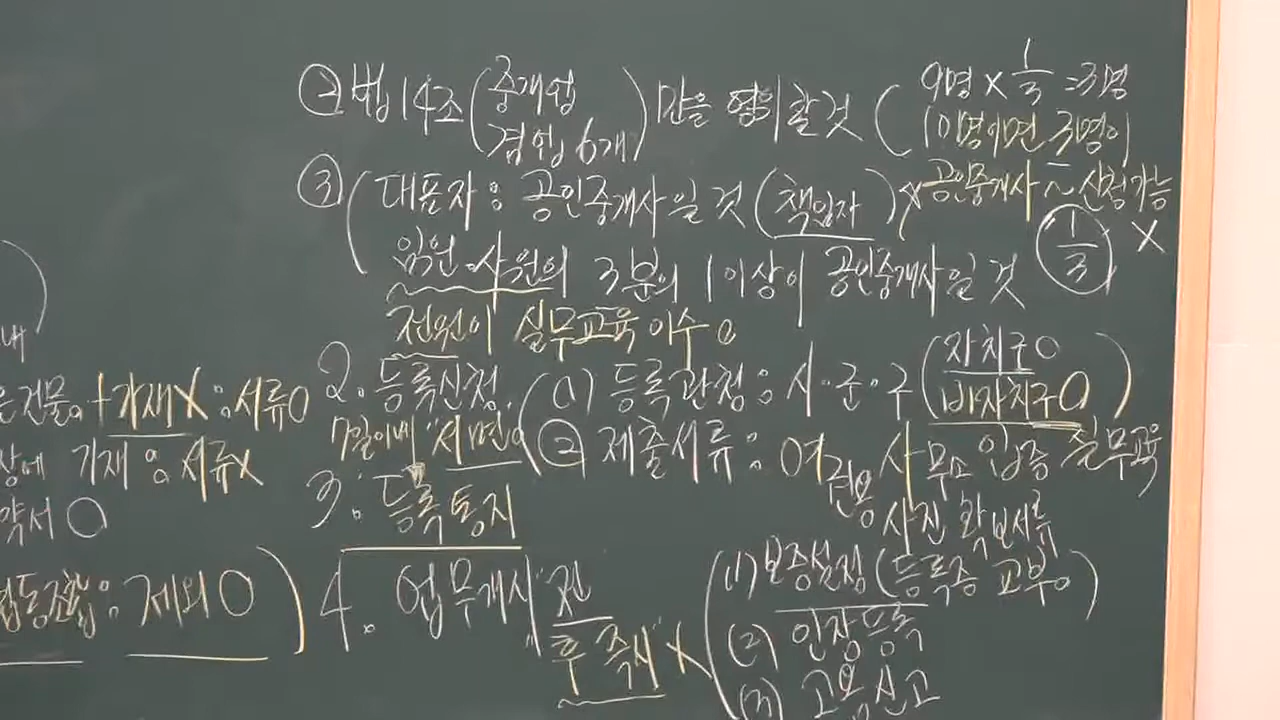 ② 법 14조 (중개업 겸업 6개) 만을 영위할 것 (9명 × 1/3 = 3명
10명이면 3명이
공인중개사 ~ 신청가능 X
③ (대표자 : 공인중개사일 것 (책임자) X
임원·사원의 3분의 1 이상이 공인중개사일 것 1/3
전원이 실무교육 이수 O
2. 등록신청 (1) 등록관청 : 시·군·구 (자치구 O
비자치구 O)
7일이내 "서면"
(2) 제출서류 : 여권용 사진 사무소 확보서류 실무교육
3. 등록통지
4. 업무개시 "전"
"후 즉시" X
(1) 보증설정 (등록증 교부)
(2) 인장등록
(3) 고용신고
내
은 건물 + 기재 X : 서류 O
장에 기재 : 서류 X
약서 O
협동조합 : 제외 O)